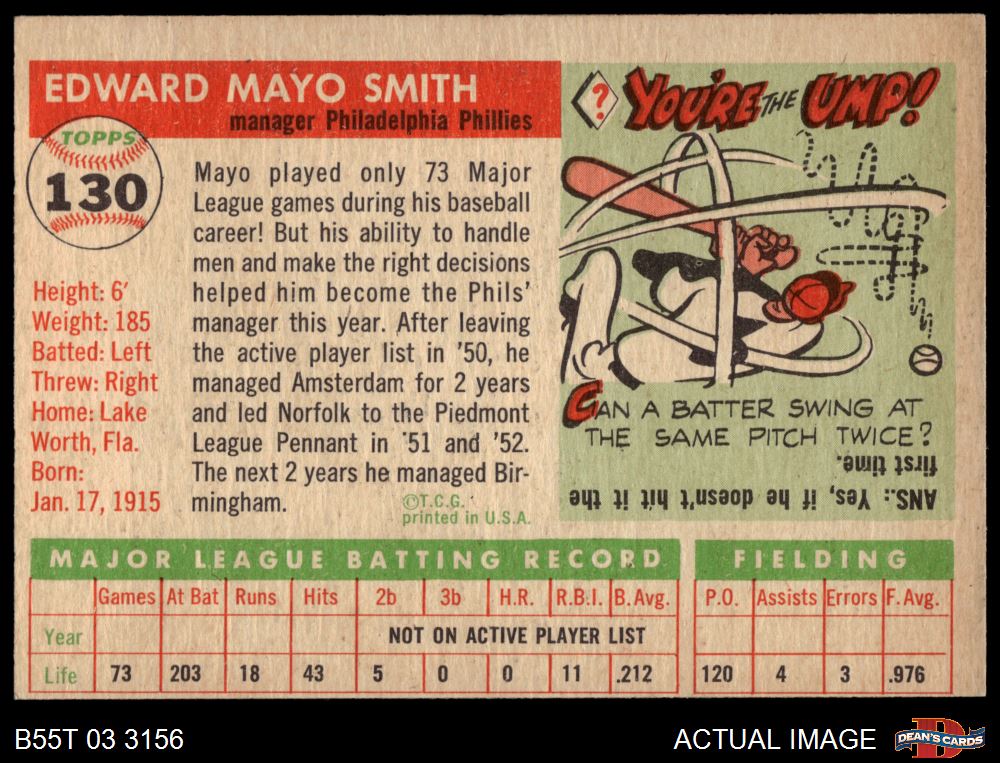 EDWARD MAYO SMITH
manager Philadelphia Phillies
TOPPS
130
Height: 6'
Weight: 185
Batted: Left
Threw: Right
Home: Lake
Worth, Fla.
Born:
Jan. 17, 1915
Mayo played only 73 Major
League games during his baseball
career! But his ability to handle
men and make the right decisions
helped him become the Phils'
manager this year. After leaving
the active player list in '50, he
managed Amsterdam for 2 years
and led Norfolk to the Piedmont
League Pennant in '51 and '52.
The next 2 years he managed Bir-
mingham.
©T.C.G.
printed in U.S.A.
? YOU'RE THE UMP!
CAN A BATTER SWING AT
THE SAME PITCH TWICE?
ANS.: Yes, if he doesn't hit it the
first time.
MAJOR LEAGUE BATTING RECORD
Games At Bat Runs Hits 2b 3b H.R. R.B.I. B. Avg.
Year NOT ON ACTIVE PLAYER LIST
Life 73 203 18 43 5 0 0 11 .212
FIELDING
P.O. Assists Errors F. Avg.
120 4 3 .976
B55T 03 3156
ACTUAL IMAGE
DEAN'S CARDS